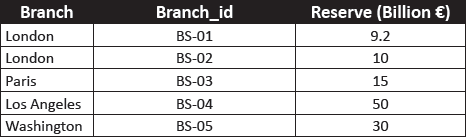 Branch Branch_id Reserve (Billion €)
London BS-01 9.2
London BS-02 10
Paris BS-03 15
Los Angeles BS-04 50
Washington BS-05 30